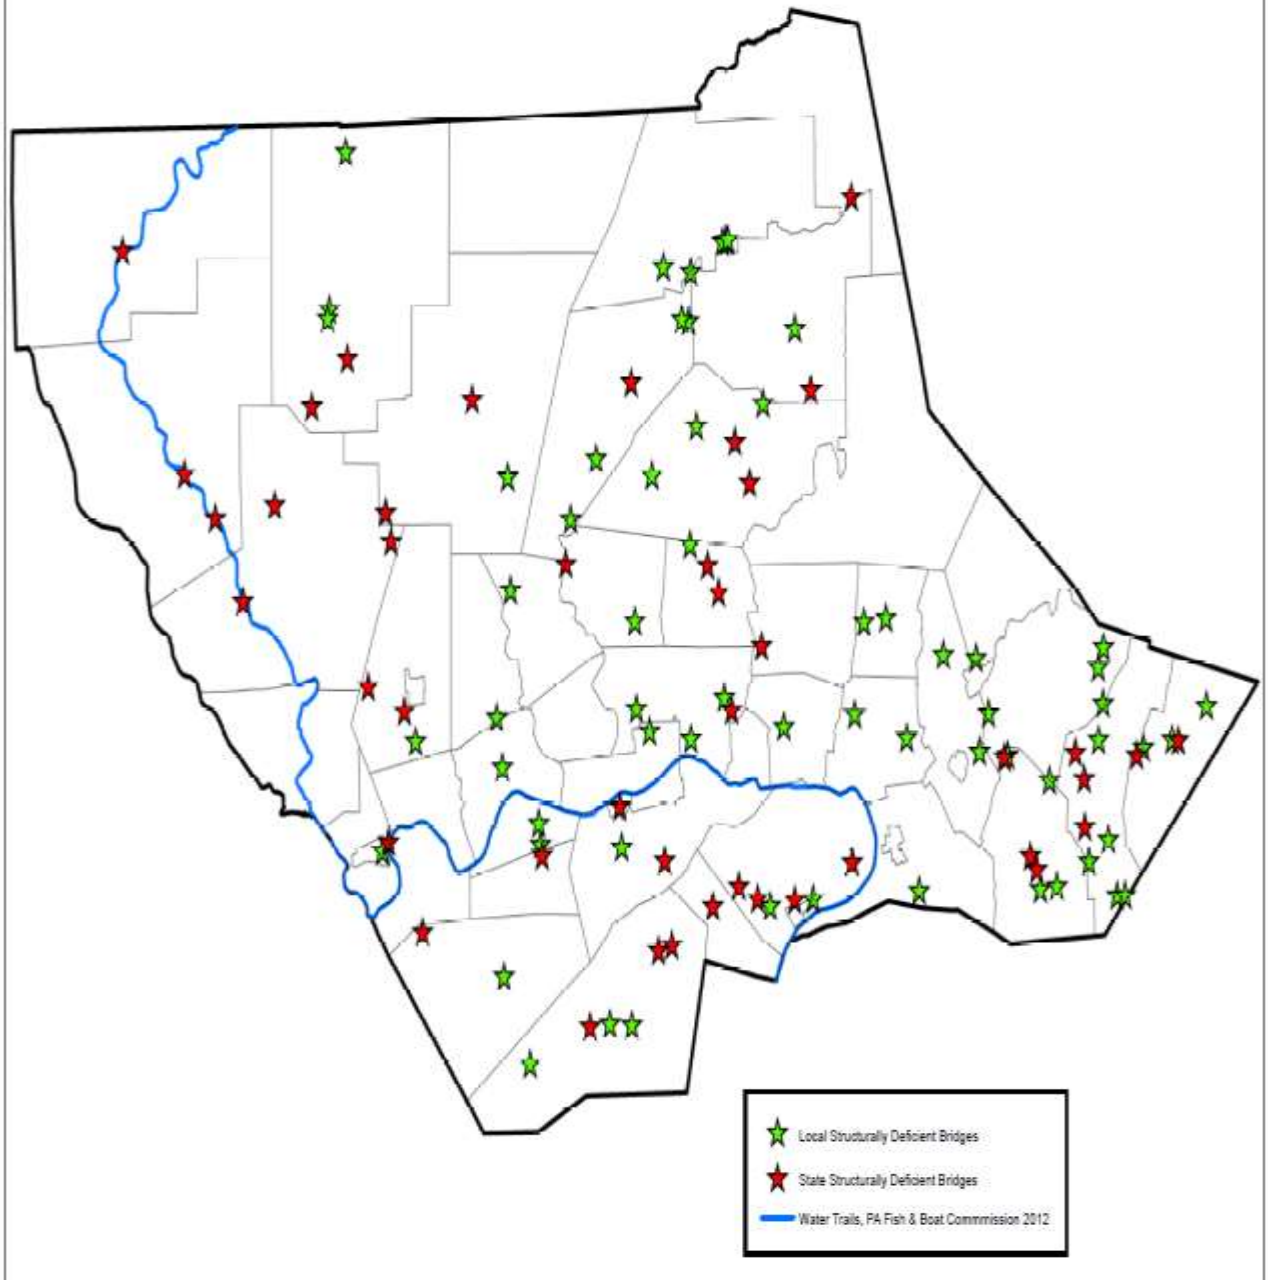 Local Structurally Deficient Bridges
State Structurally Deficient Bridges
Water Trails, PA Fish & Boat Commmission 2012